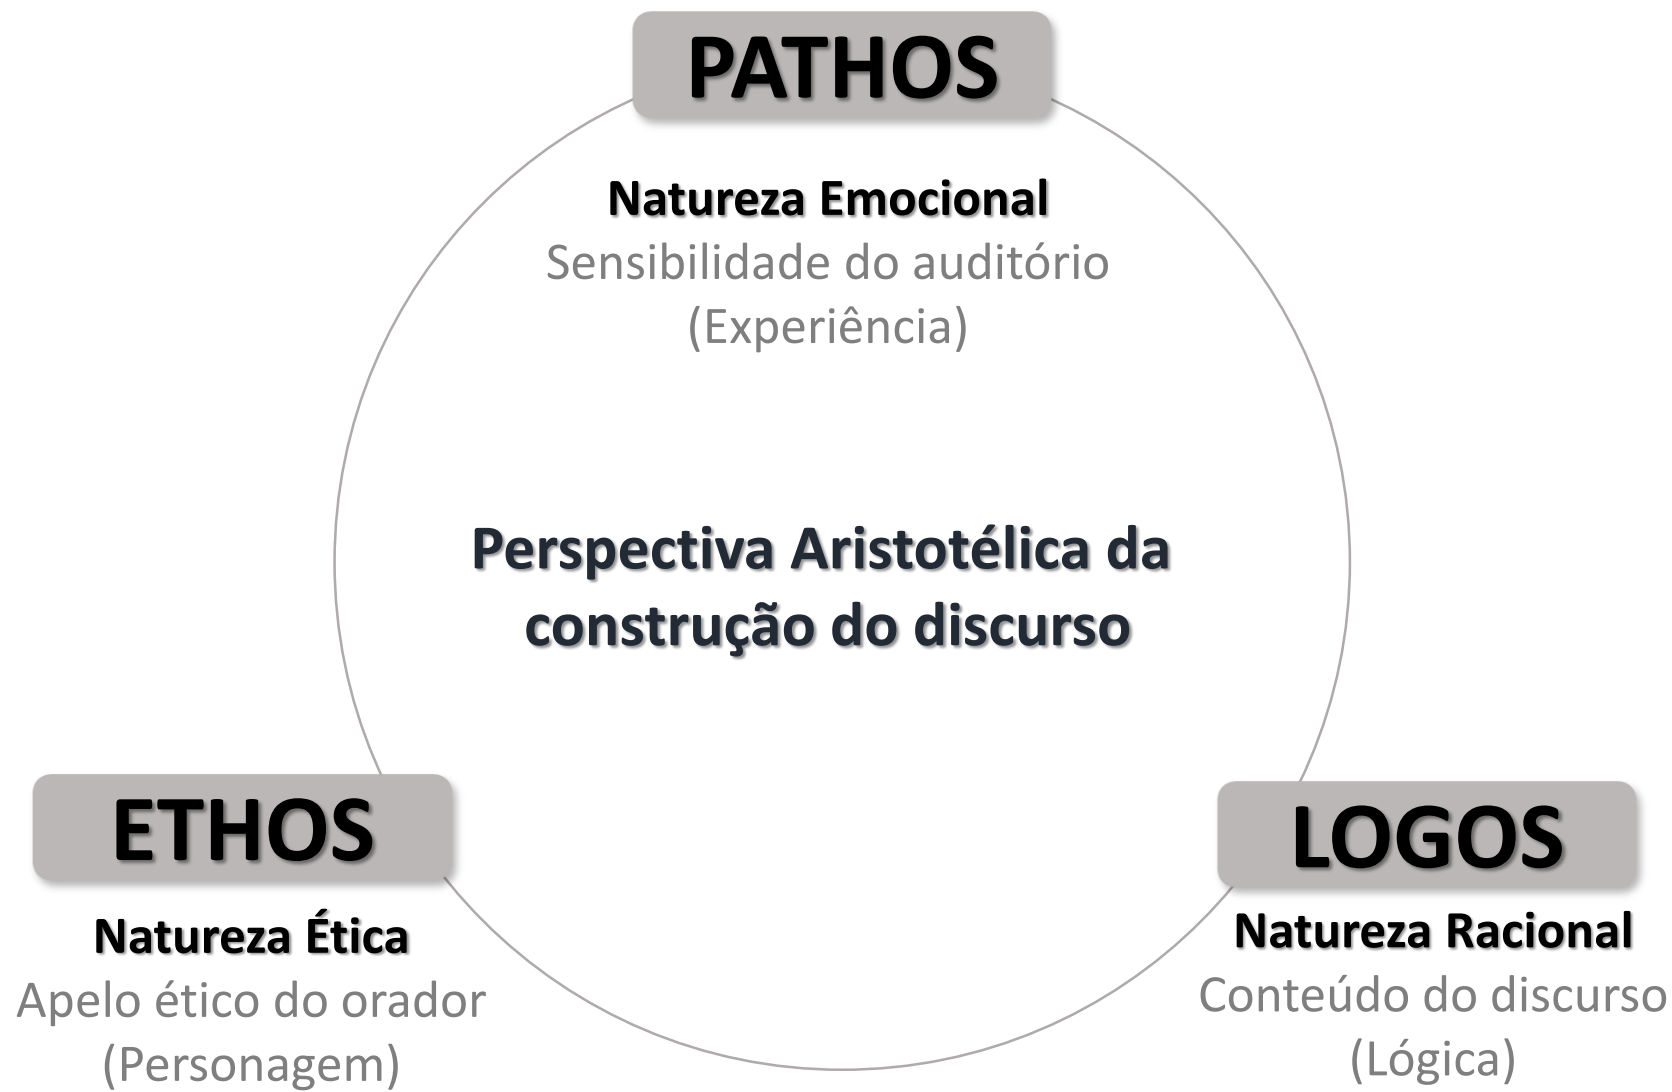 PATHOS
Natureza Emocional
Sensibilidade do auditório
(Experiência)
Perspectiva Aristotélica da
construção do discurso
ETHOS
Natureza Ética
Apelo ético do orador
(Personagem)
LOGOS
Natureza Racional
Conteúdo do discurso
(Lógica)